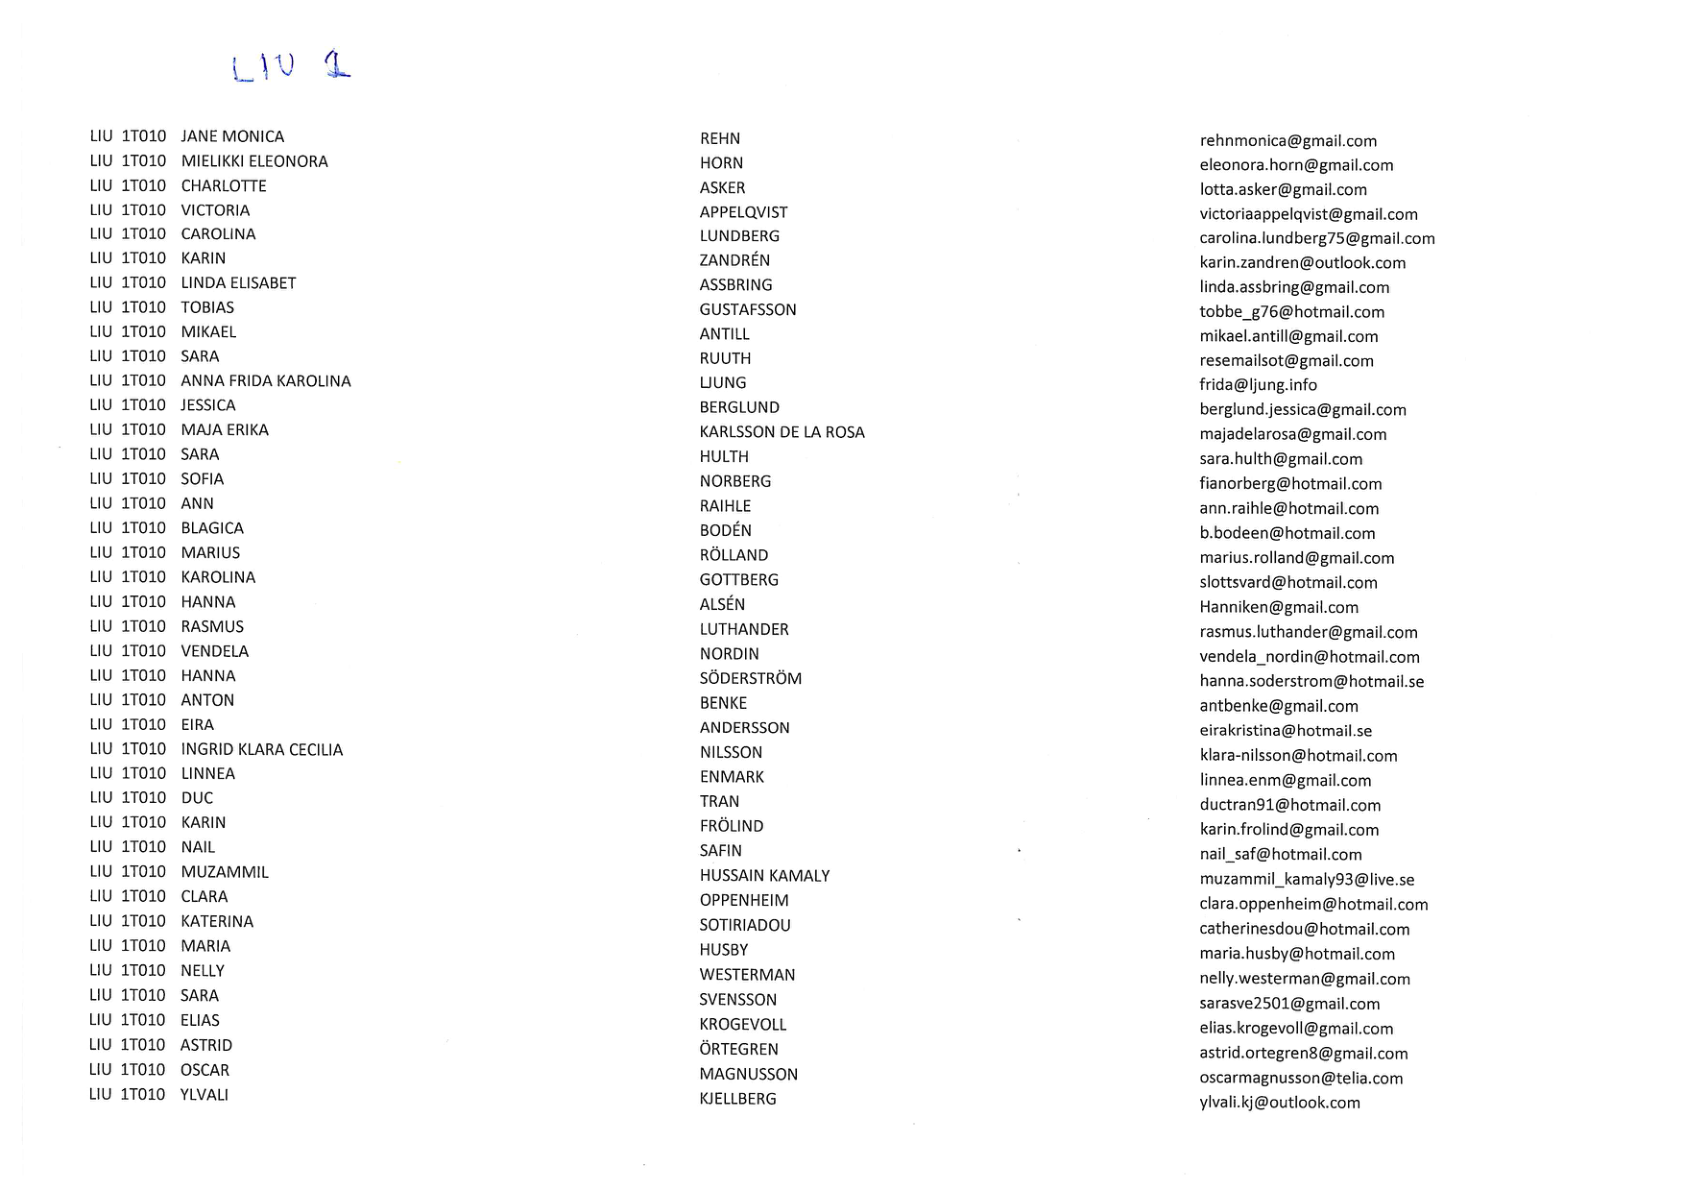 LIU 1
LIU 1T010 JANE MONICA REHN rehnmonica@gmail.com
LIU 1T010 MIELIKKI ELEONORA HORN eleonora.horn@gmail.com
LIU 1T010 CHARLOTTE ASKER lotta.asker@gmail.com
LIU 1T010 VICTORIA APPELQVIST victoriaappelqvist@gmail.com
LIU 1T010 CAROLINA LUNDBERG carolina.lundberg75@gmail.com
LIU 1T010 KARIN ZANDRÉN karin.zandren@outlook.com
LIU 1T010 LINDA ELISABET ASSBRING linda.assbring@gmail.com
LIU 1T010 TOBIAS GUSTAFSSON tobbe_g76@hotmail.com
LIU 1T010 MIKAEL ANTILL mikael.antill@gmail.com
LIU 1T010 SARA RUUTH resemailsot@gmail.com
LIU 1T010 ANNA FRIDA KAROLINA LJUNG frida@ljung.info
LIU 1T010 JESSICA BERGLUND berglund.jessica@gmail.com
LIU 1T010 MAJA ERIKA KARLSSON DE LA ROSA majadelarosa@gmail.com
LIU 1T010 SARA HULTH sara.hulth@gmail.com
LIU 1T010 SOFIA NORBERG fianorberg@hotmail.com
LIU 1T010 ANN RAIHLE ann.raihle@hotmail.com
LIU 1T010 BLAGICA BODÉN b.bodeen@hotmail.com
LIU 1T010 MARIUS RÖLLAND marius.rolland@gmail.com
LIU 1T010 KAROLINA GOTTBERG slottsvard@hotmail.com
LIU 1T010 HANNA ALSÉN Hanniken@gmail.com
LIU 1T010 RASMUS LUTHANDER rasmus.luthander@gmail.com
LIU 1T010 VENDELA NORDIN vendela_nordin@hotmail.com
LIU 1T010 HANNA SÖDERSTRÖM hanna.soderstrom@hotmail.se
LIU 1T010 ANTON BENKE antbenke@gmail.com
LIU 1T010 EIRA ANDERSSON eirakristina@hotmail.se
LIU 1T010 INGRID KLARA CECILIA NILSSON klara-nilsson@hotmail.com
LIU 1T010 LINNEA ENMARK linnea.enm@gmail.com
LIU 1T010 DUC TRAN ductran91@hotmail.com
LIU 1T010 KARIN FRÖLIND karin.frolind@gmail.com
LIU 1T010 NAIL SAFIN nail_saf@hotmail.com
LIU 1T010 MUZAMMIL HUSSAIN KAMALY muzammil_kamaly93@live.se
LIU 1T010 CLARA OPPENHEIM clara.oppenheim@hotmail.com
LIU 1T010 KATERINA SOTIRIADOU catherinesdou@hotmail.com
LIU 1T010 MARIA HUSBY maria.husby@hotmail.com
LIU 1T010 NELLY WESTERMAN nelly.westerman@gmail.com
LIU 1T010 SARA SVENSSON sarasve2501@gmail.com
LIU 1T010 ELIAS KROGEVOLL elias.krogevoll@gmail.com
LIU 1T010 ASTRID ÖRTEGREN astrid.ortegren8@gmail.com
LIU 1T010 OSCAR MAGNUSSON oscarmagnusson@telia.com
LIU 1T010 YLVALI KJELLBERG ylvali.kj@outlook.com